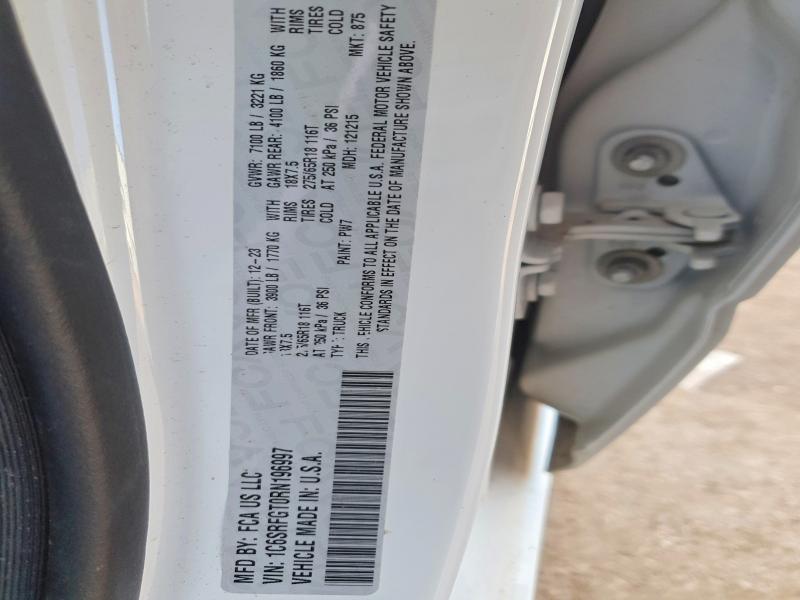 MFD BY: FCA US LLC
DATE OF MFR (BUILT): 12-23
GVWR: 7100 LB / 3221 KG
GAWR FRONT: 3900 LB / 1770 KG WITH
GAWR REAR: 4100 LB / 1860 KG WITH
18X7.5 RIMS
18X7.5 RIMS
275/65R18 116T TIRES
275/65R18 116T TIRES
AT 250 kPa / 36 PSI COLD
AT 250 kPa / 36 PSI COLD
VIN: 1C6SRFGT0RN196997
TYPE: TRUCK
PAINT: PW7
MDH: 121215
MKT: 875
VEHICLE MADE IN: U.S.A.
THIS VEHICLE CONFORMS TO ALL APPLICABLE U.S.A. FEDERAL MOTOR VEHICLE SAFETY
STANDARDS IN EFFECT ON THE DATE OF MANUFACTURE SHOWN ABOVE.